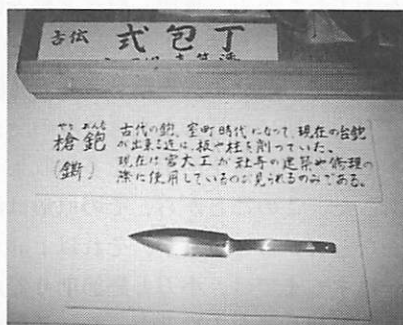 古伝 式包丁
やりおんな
槍鉋 古代の鉋、室町時代になって、現在の台鉋
が出来る迄は、板や柱を削っていた。
(鐁) 現在は宮大工が社寺の建築や修理の
際に使用しているのが見られるのみである。